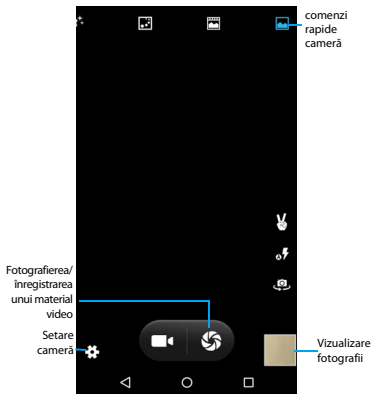 comenzi
rapide
cameră
Fotografierea/
înregistrarea
unui material
video
Setare
cameră
Vizualizare
fotografii